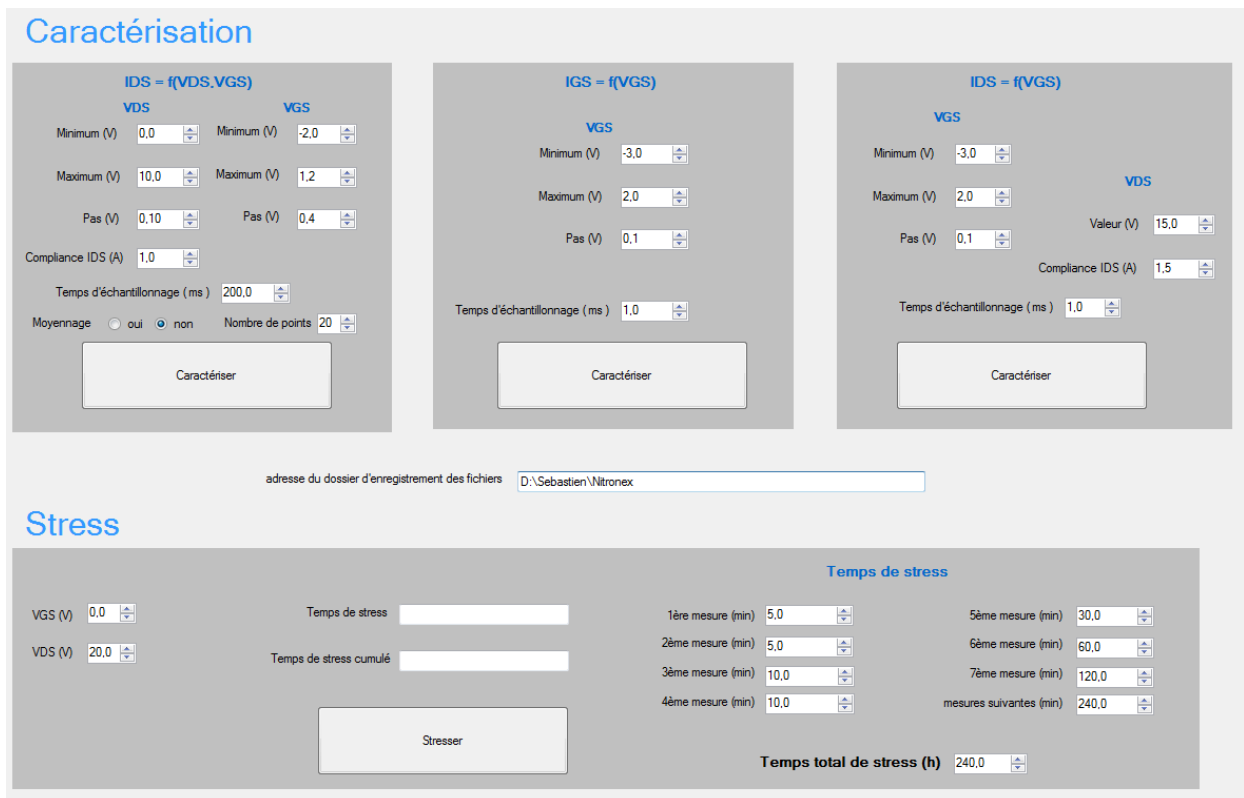 Caractérisation
IDS = f(VDS,VGS)
VDS VGS
Minimum (V) 0,0 Minimum (V) -2,0
Maximum (V) 10,0 Maximum (V) 1,2
Pas (V) 0,10 Pas (V) 0,4
Compliance IDS (A) 1,0
Temps d'échantillonnage ( ms ) 200,0
Moyennage oui non Nombre de points 20
Caractériser
IGS = f(VGS)
VGS
Minimum (V) -3,0
Maximum (V) 2,0
Pas (V) 0,1
Temps d'échantillonnage ( ms ) 1,0
Caractériser
IDS = f(VGS)
VGS
Minimum (V) -3,0
Maximum (V) 2,0
Pas (V) 0,1
VDS
Valeur (V) 15,0
Compliance IDS (A) 1,5
Temps d'échantillonnage ( ms ) 1,0
Caractériser
adresse du dossier d'enregistrement des fichiers D:\Sebastien\Nitronex
Stress
VGS (V) 0,0
VDS (V) 20,0
Temps de stress
Temps de stress cumulé
Stresser
Temps de stress
1ère mesure (min) 5,0
2ème mesure (min) 5,0
3ème mesure (min) 10,0
4ème mesure (min) 10,0
5ème mesure (min) 30,0
6ème mesure (min) 60,0
7ème mesure (min) 120,0
mesures suivantes (min) 240,0
Temps total de stress (h) 240,0